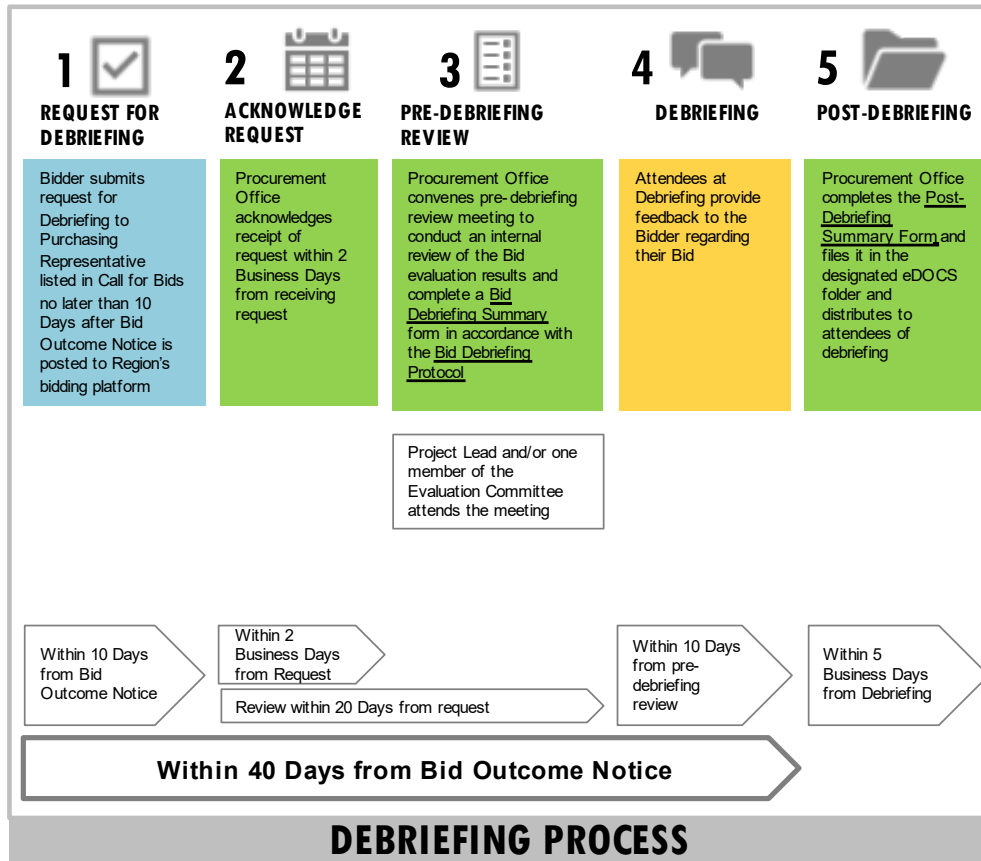 1
REQUEST FOR
DEBRIEFING
Bidder submits
request for
Debriefing to
Purchasing
Representative
listed in Call for Bids
no later than 10
Days after Bid
Outcome Notice is
posted to Region's
bidding platform
2
ACKNOWLEDGE
REQUEST
Procurement
Office
acknowledges
receipt of
request within 2
Business Days
from receiving
request
3
PRE-DEBRIEFING
REVIEW
Procurement Office
convenes pre-debriefing
review meeting to
conduct an internal
review of the Bid
evaluation results and
complete a Bid
Debriefing Summary
form in accordance with
the Bid Debriefing
Protocol
Project Lead and/or one
member of the
Evaluation Committee
attends the meeting
4
DEBRIEFING
Attendees at
Debriefing provide
feedback to the
Bidder regarding
their Bid
5
POST-DEBRIEFING
Procurement Office
completes the Post-
Debriefing
Summary Form, and
files it in the
designated eDOCS
folder and
distributes to
attendees of
debriefing
Within 10 Days
from Bid
Outcome Notice
Within 2
Business Days
from Request
Review within 20 Days from request
Within 10 Days
from pre-
debriefing
review
Within 5
Business Days
from Debriefing
Within 40 Days from Bid Outcome Notice
DEBRIEFING PROCESS